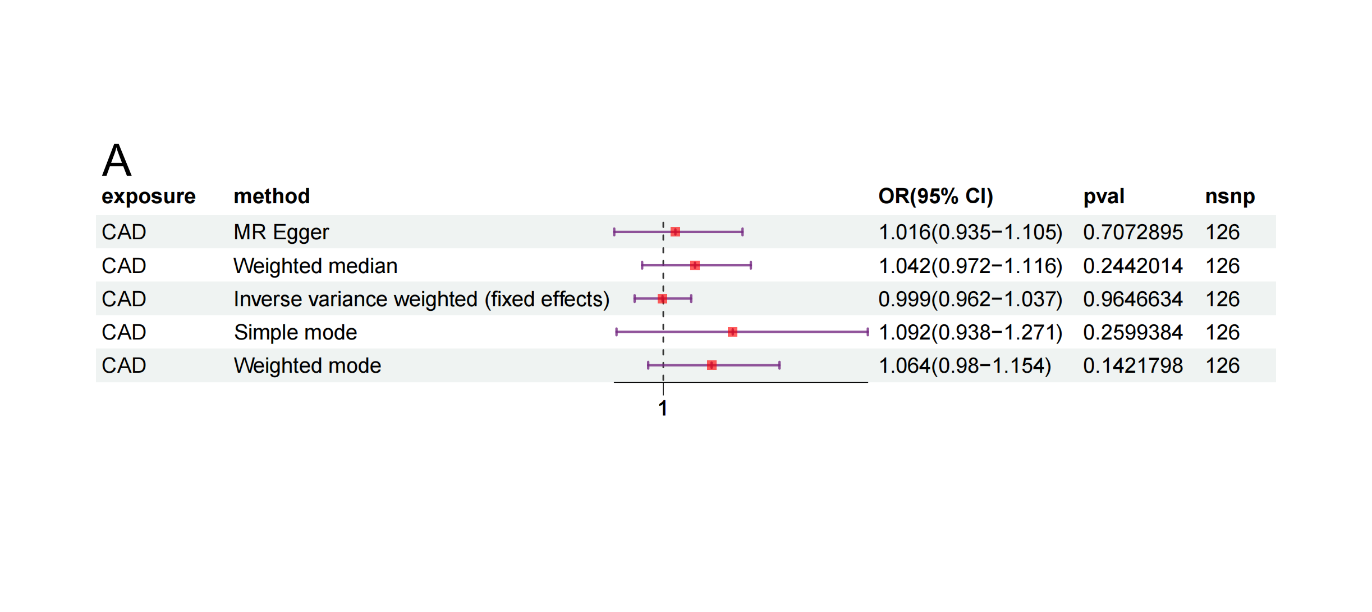 A
exposure method OR(95% CI) pval nsnp
CAD MR Egger 1.016(0.935−1.105) 0.7072895 126
CAD Weighted median 1.042(0.972−1.116) 0.2442014 126
CAD Inverse variance weighted (fixed effects) 0.999(0.962−1.037) 0.9646634 126
CAD Simple mode 1.092(0.938−1.271) 0.2599384 126
CAD Weighted mode 1.064(0.98−1.154) 0.1421798 126
1